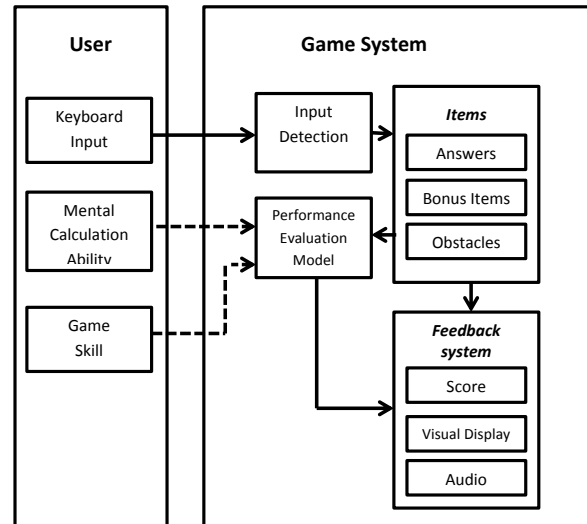 User
Game System
Keyboard
Input
Mental
Calculation
Ability
Game
Skill
Input
Detection
Performance
Evaluation
Model
Items
Answers
Bonus Items
Obstacles
Feedback
system
Score
Visual Display
Audio